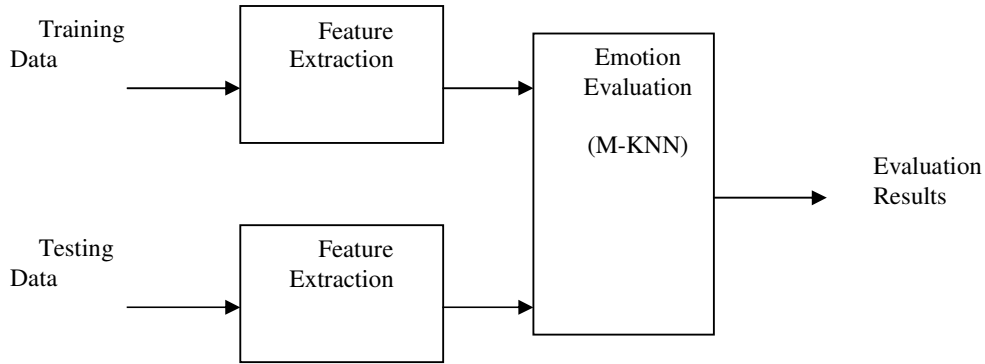 Training
Data
Feature
Extraction
Emotion
Evaluation
(M-KNN)
Evaluation
Results
Testing
Data
Feature
Extraction